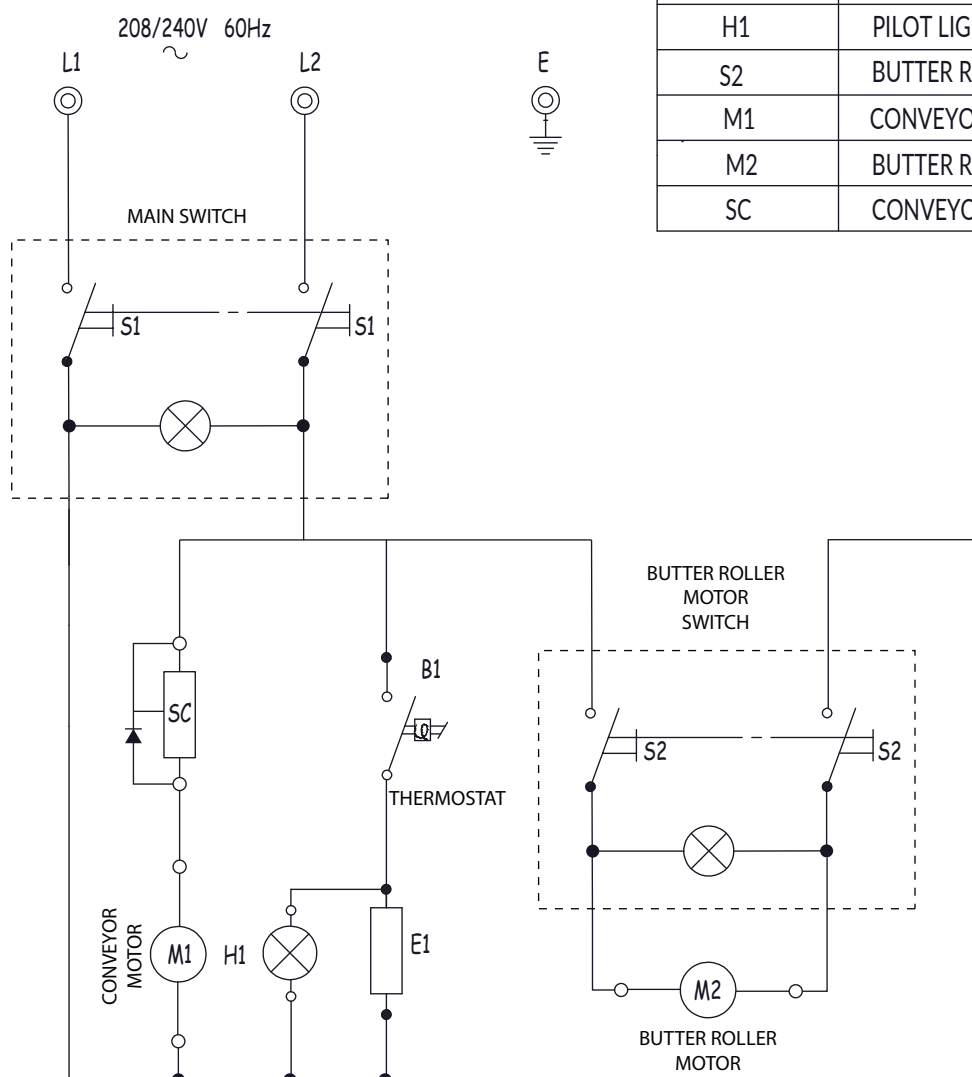 208/240V 60Hz
L1
L2
E
H1 PILOT LIG
S2 BUTTER R
M1 CONVEYO
M2 BUTTER R
SC CONVEYO
MAIN SWITCH
S1
S1
BUTTER ROLLER
MOTOR
SWITCH
B1
SC
S2
S2
THERMOSTAT
CONVEYOR
MOTOR
M1
H1
E1
M2
BUTTER ROLLER
MOTOR